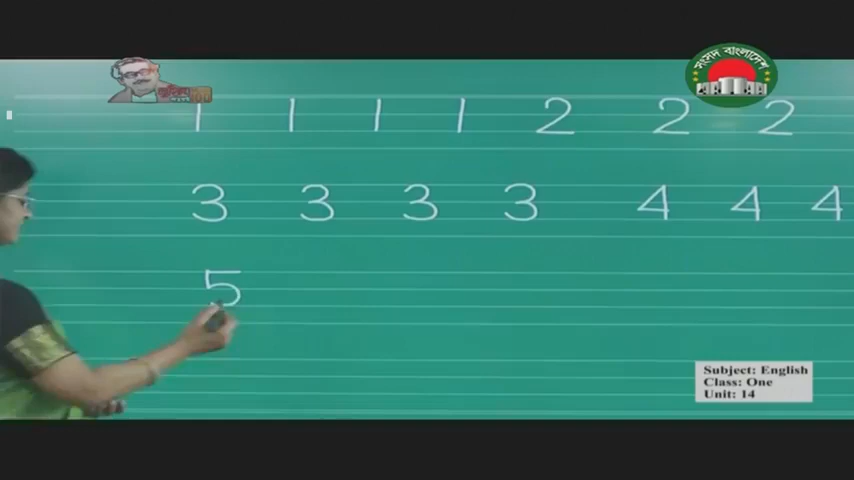 সংসদ বাংলাদেশ
1 1 1 1 2 2 2
3 3 3 3 4 4 4
5
Subject: English
Class: One
Unit: 14